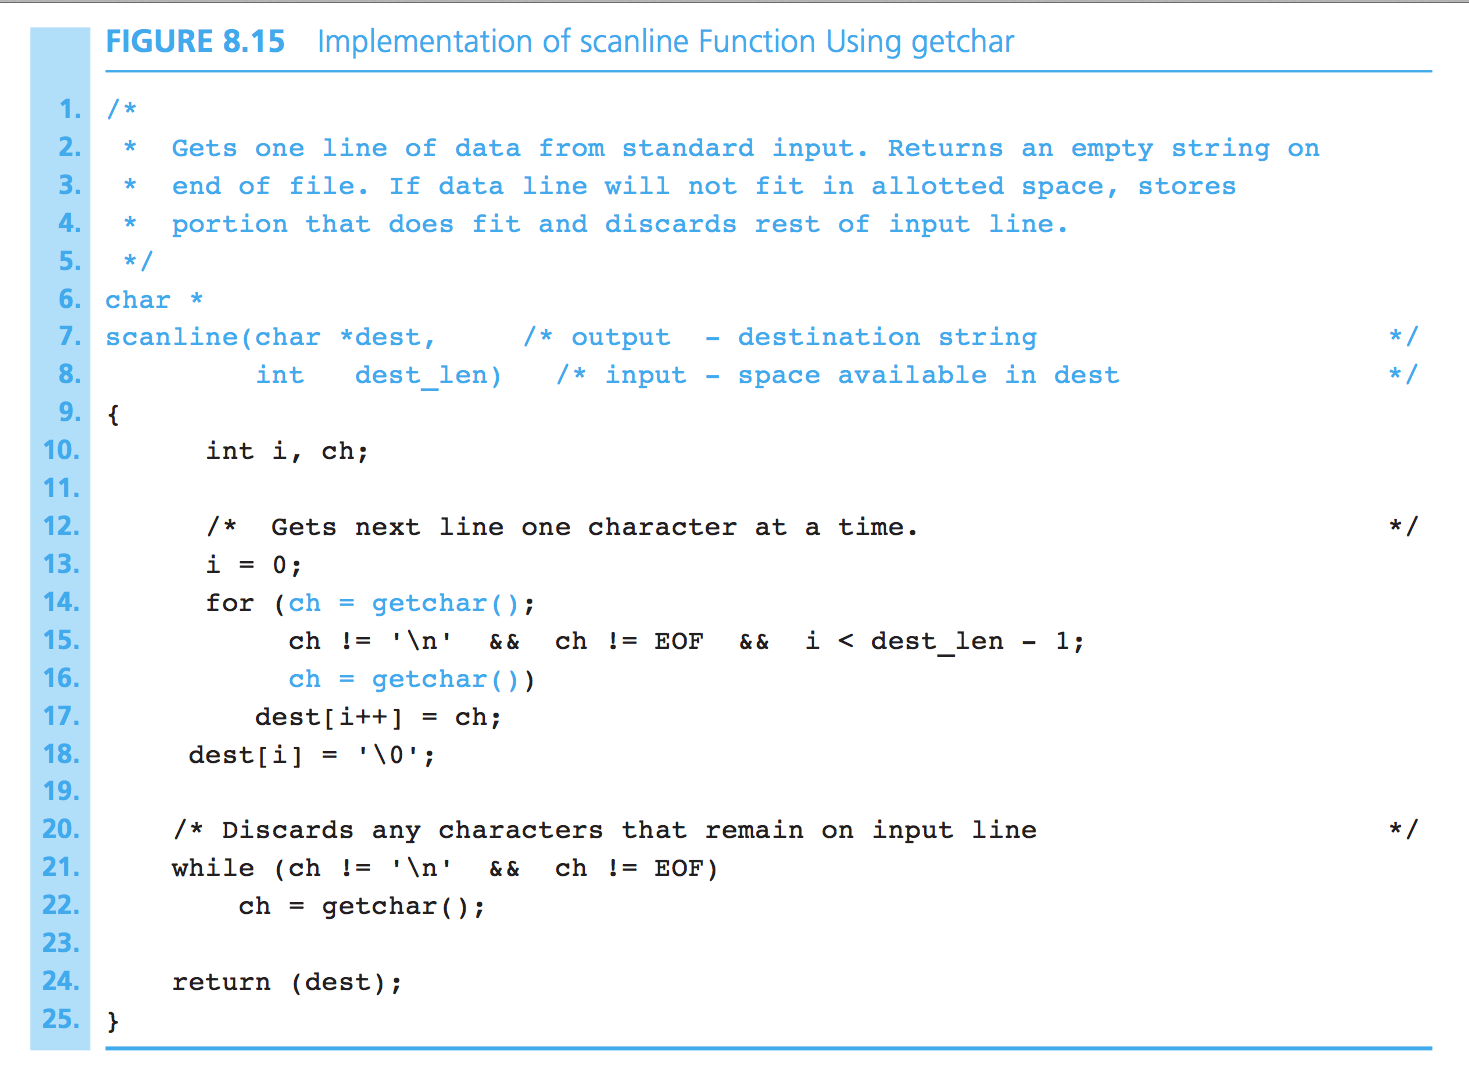 FIGURE 8.15 Implementation of scanline Function Using getchar
1. /*
2. * Gets one line of data from standard input. Returns an empty string on
3. * end of file. If data line will not fit in allotted space, stores
4. * portion that does fit and discards rest of input line.
5. */
6. char *
7. scanline(char *dest, /* output - destination string */
8. int dest_len) /* input - space available in dest */
9. {
10. int i, ch;
11.
12. /* Gets next line one character at a time. */
13. i = 0;
14. for (ch = getchar();
15. ch != '\n' && ch != EOF && i < dest_len - 1;
16. ch = getchar())
17. dest[i++] = ch;
18. dest[i] = '\0';
19.
20. /* Discards any characters that remain on input line */
21. while (ch != '\n' && ch != EOF)
22. ch = getchar();
23.
24. return (dest);
25. }